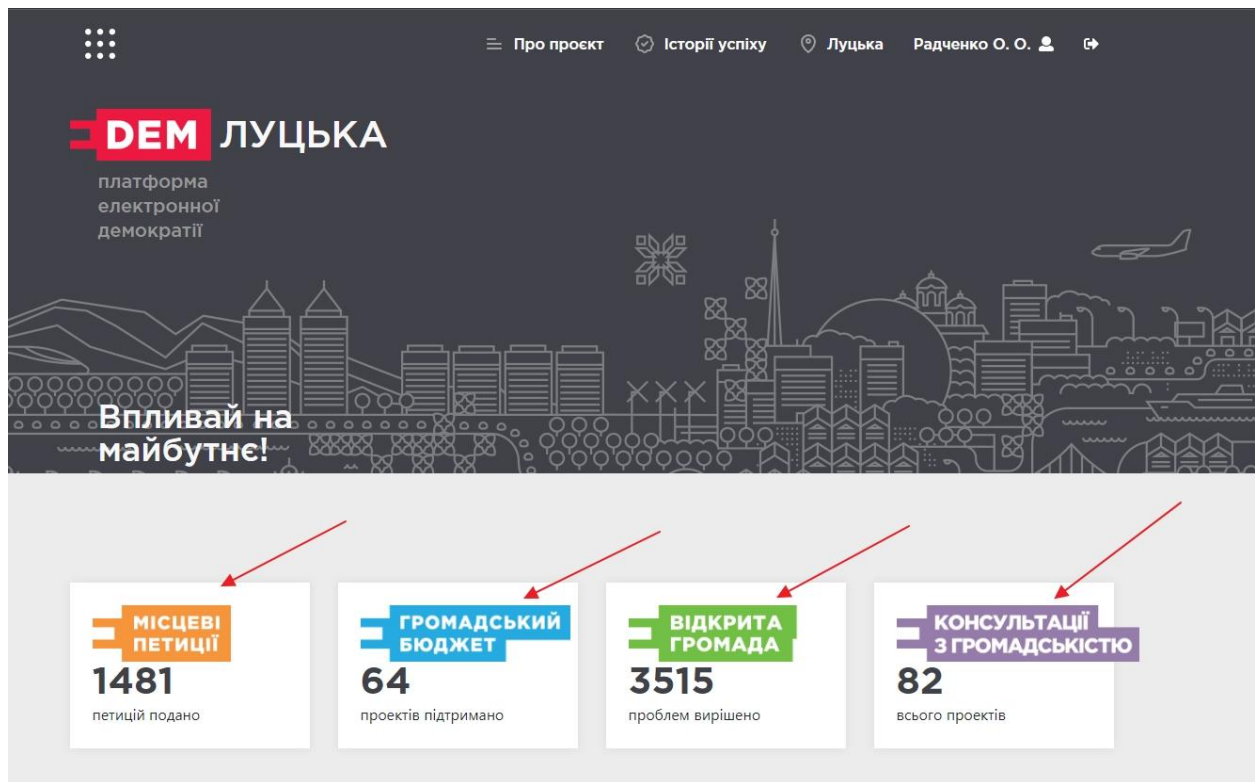 Про проєкт
Історії успіху
Луцька
Радченко О. О.
DEM ЛУЦЬКА
платформа
електронної
демократії
Впливай на
майбутнє!
МІСЦЕВІ
ПЕТИЦІЇ
1481
петицій подано
ГРОМАДСЬКИЙ
БЮДЖЕТ
64
проектів підтримано
ВІДКРИТА
ГРОМАДА
3515
проблем вирішено
КОНСУЛЬТАЦІЇ
З ГРОМАДСЬКІСТЮ
82
всього проектів